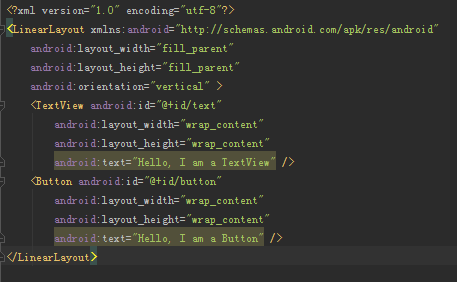 <?xml version="1.0" encoding="utf-8"?>
<LinearLayout xmlns:android="http://schemas.android.com/apk/res/android"
    android:layout_width="fill_parent"
    android:layout_height="fill_parent"
    android:orientation="vertical" >
    <TextView android:id="@+id/text"
        android:layout_width="wrap_content"
        android:layout_height="wrap_content"
        android:text="Hello, I am a TextView" />
    <Button android:id="@+id/button"
        android:layout_width="wrap_content"
        android:layout_height="wrap_content"
        android:text="Hello, I am a Button" />
</LinearLayout>